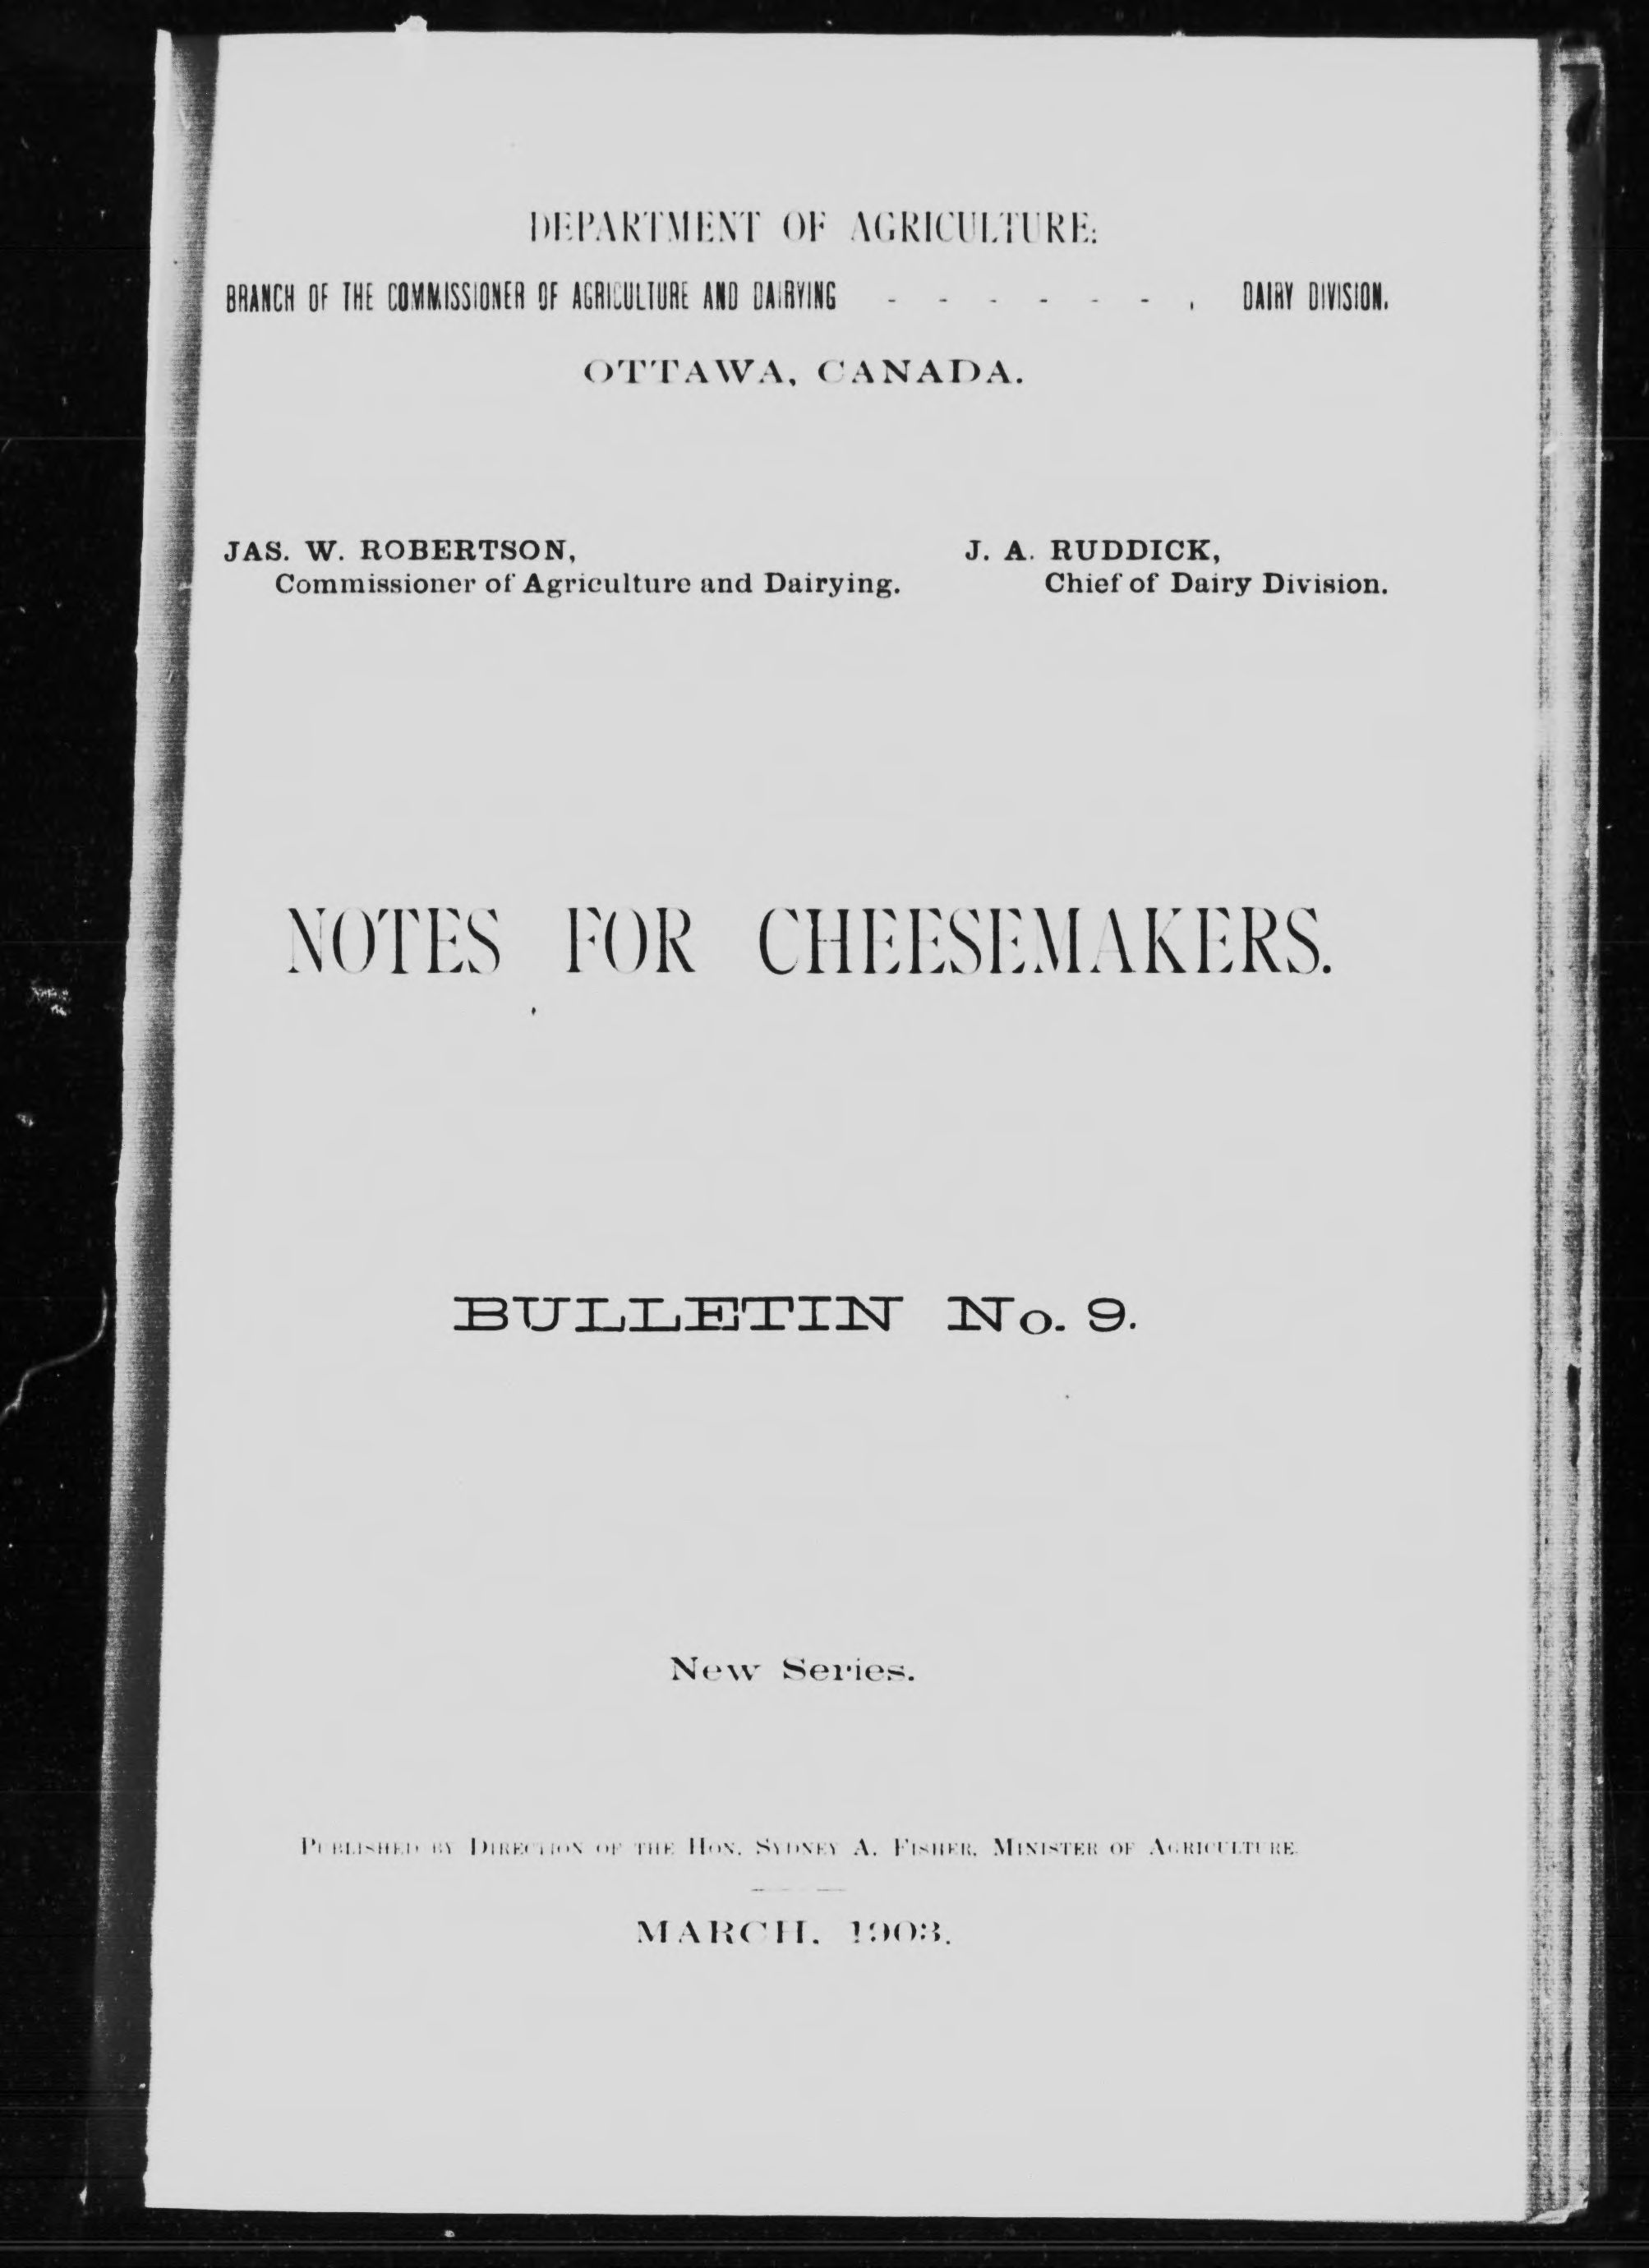 DEPARTMENT OF AGRICULTURE:
BRANCH OF THE COMMISSIONER OF AGRICULTURE AND DAIRYING - - - - - - . DAIRY DIVISION.
OTTAWA, CANADA.
JAS. W. ROBERTSON,
Commissioner of Agriculture and Dairying.
J. A. RUDDICK,
Chief of Dairy Division.
NOTES FOR CHEESEMAKERS.
BULLETIN No. 9.
New Series.
PUBLISHED BY DIRECTION OF THE HON. SYDNEY A. FISHER, MINISTER OF AGRICULTURE.
MARCH, 1903.